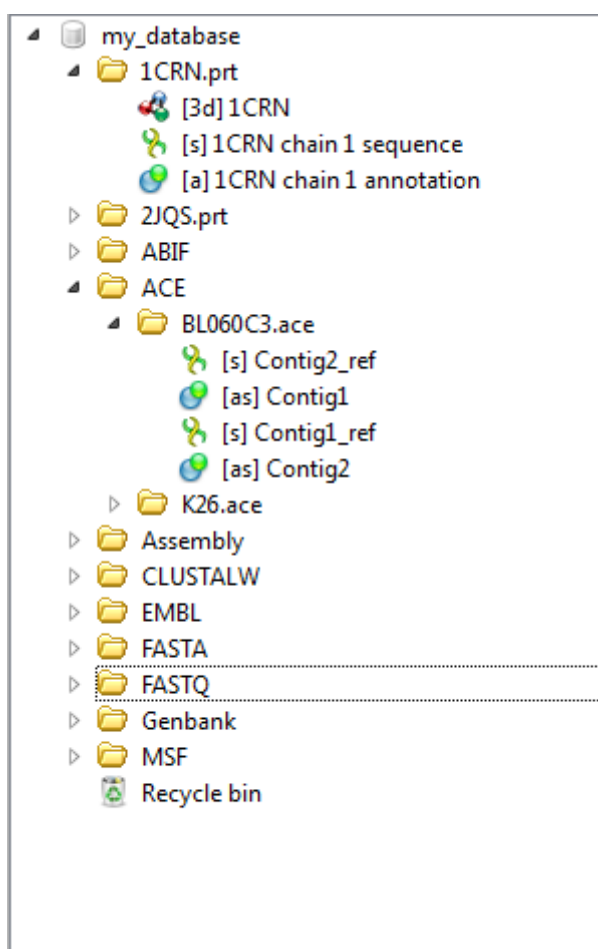 my_database
1CRN.prt
[3d] 1CRN
[s] 1CRN chain 1 sequence
[a] 1CRN chain 1 annotation
2JQS.prt
ABIF
ACE
BL060C3.ace
[s] Contig2_ref
[as] Contig1
[s] Contig1_ref
[as] Contig2
K26.ace
Assembly
CLUSTALW
EMBL
FASTA
FASTQ
Genbank
MSF
Recycle bin